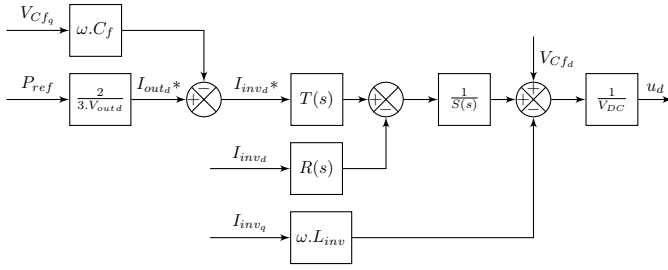 V_{Cf_q}
ω.C_f
V_{Cf_d}
P_{ref}
2/3.V_{outd}
I_{out_d}*
+
−
I_{inv_d}*
T(s)
+
−
1/S(s)
+
+
−
1/V_{DC}
u_d
I_{inv_d}
R(s)
I_{inv_q}
ω.L_{inv}